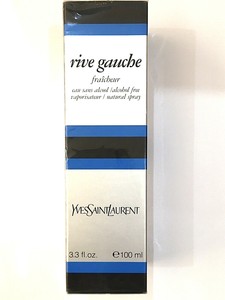 rive gauche
fraîcheur
eau sans alcool / alcohol free
vaporisateur / natural spray
YVESSAINTLAURENT
3.3 fl.oz. ℮100 ml